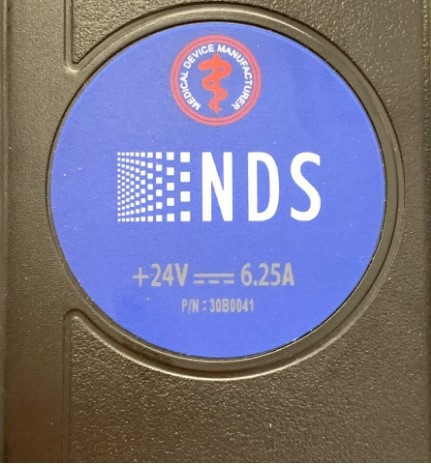 MEDICAL DEVICE MANUFACTURER
NDS
+24V ⎓ 6.25A
P/N : 30B0041